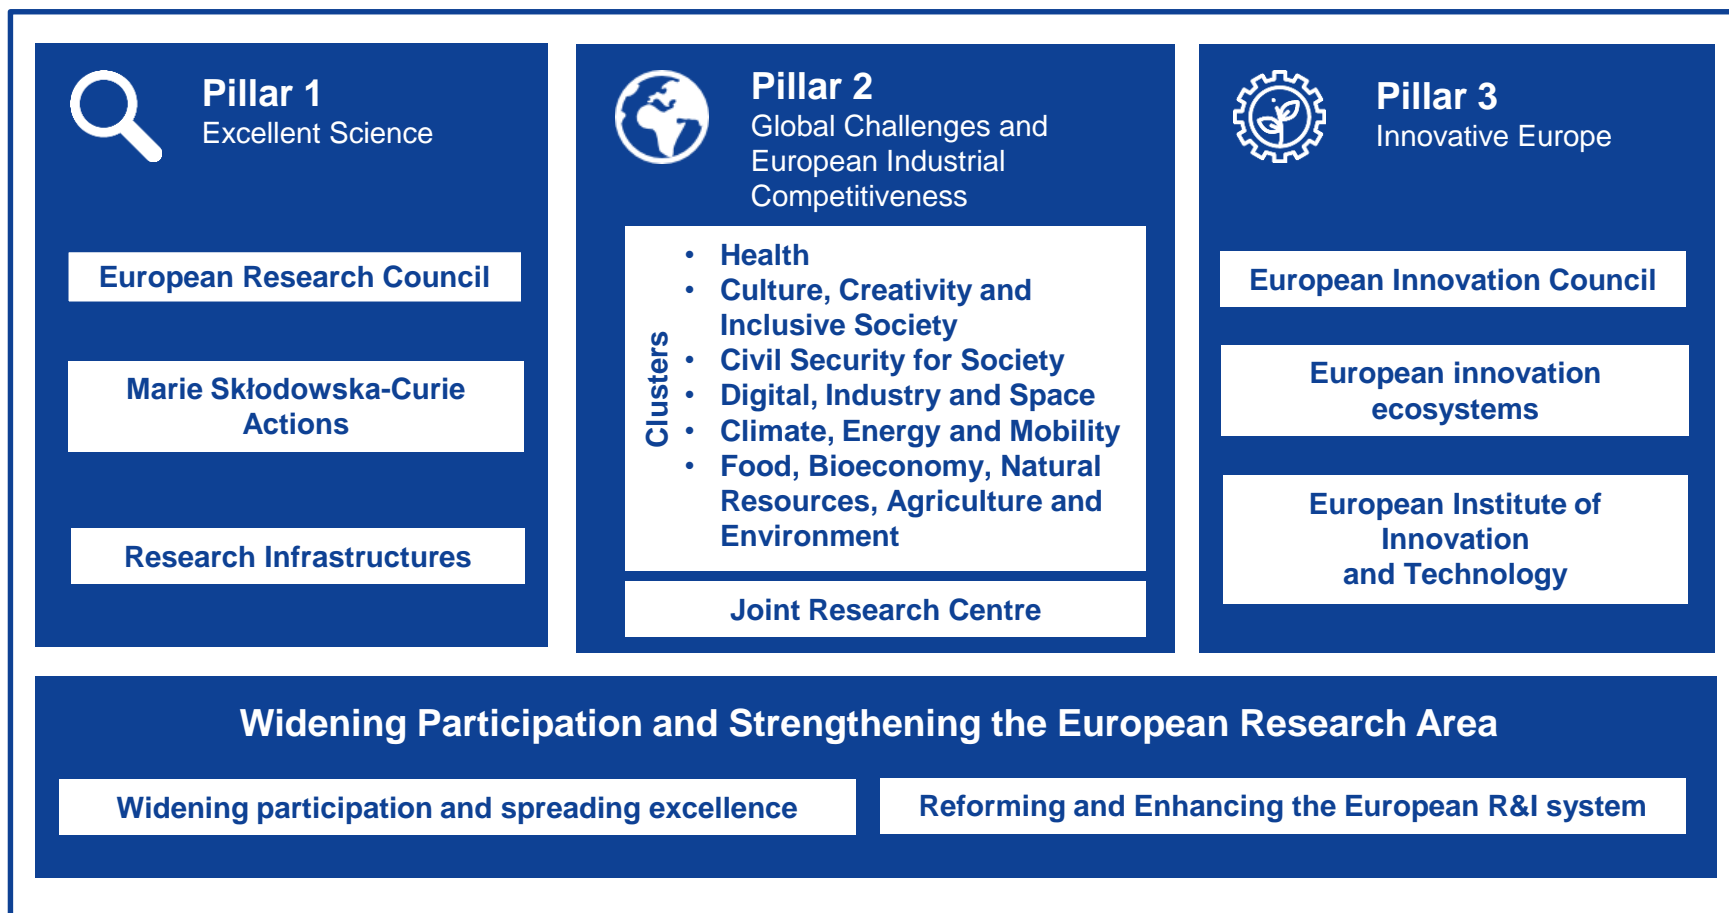 Pillar 1
Excellent Science
European Research Council
Marie Skłodowska-Curie
Actions
Research Infrastructures
Pillar 2
Global Challenges and
European Industrial
Competitiveness
Clusters
• Health
• Culture, Creativity and
Inclusive Society
• Civil Security for Society
• Digital, Industry and Space
• Climate, Energy and Mobility
• Food, Bioeconomy, Natural
Resources, Agriculture and
Environment
Joint Research Centre
Pillar 3
Innovative Europe
European Innovation Council
European innovation
ecosystems
European Institute of
Innovation
and Technology
Widening Participation and Strengthening the European Research Area
Widening participation and spreading excellence
Reforming and Enhancing the European R&I system